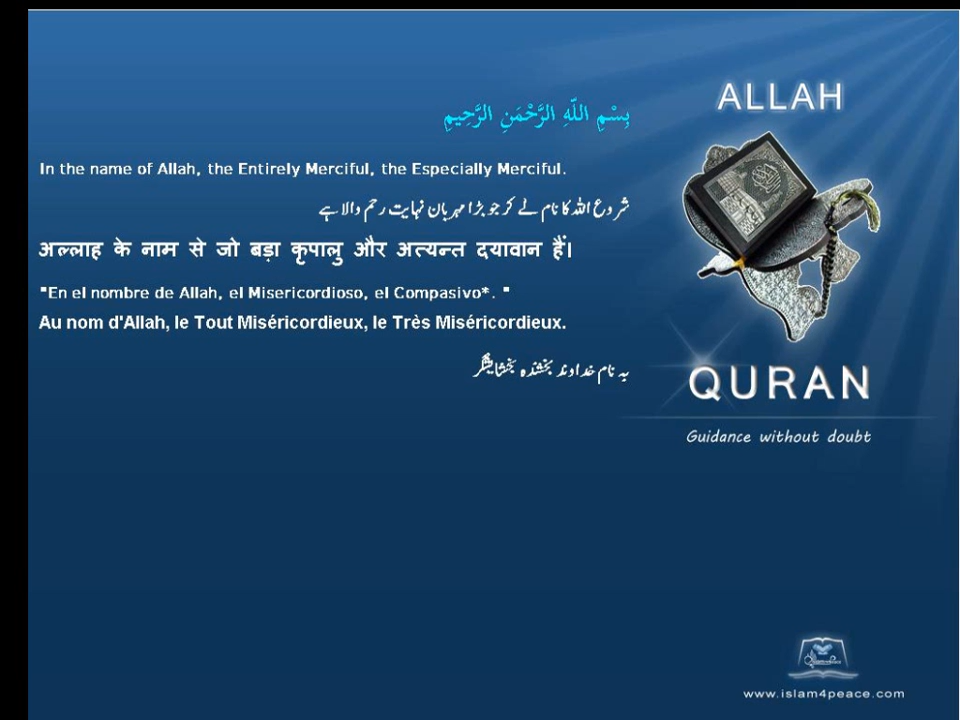 بِسْمِ اللَّهِ الرَّحْمَنِ الرَّحِيمِ
In the name of Allah, the Entirely Merciful, the Especially Merciful.
شروع الله کا نام لے کر جو بڑا مہربان نہایت رحم والا ہے
अल्लाह के नाम से जो बड़ा कृपालु और अत्यन्त दयावान हैं।
"En el nombre de Allah, el Misericordioso, el Compasivo*. "
Au nom d'Allah, le Tout Miséricordieux, le Très Miséricordieux.
به نام خداوند بخشنده بخشایشگر
ALLAH
QURAN
Guidance without doubt
www.islam4peace.com